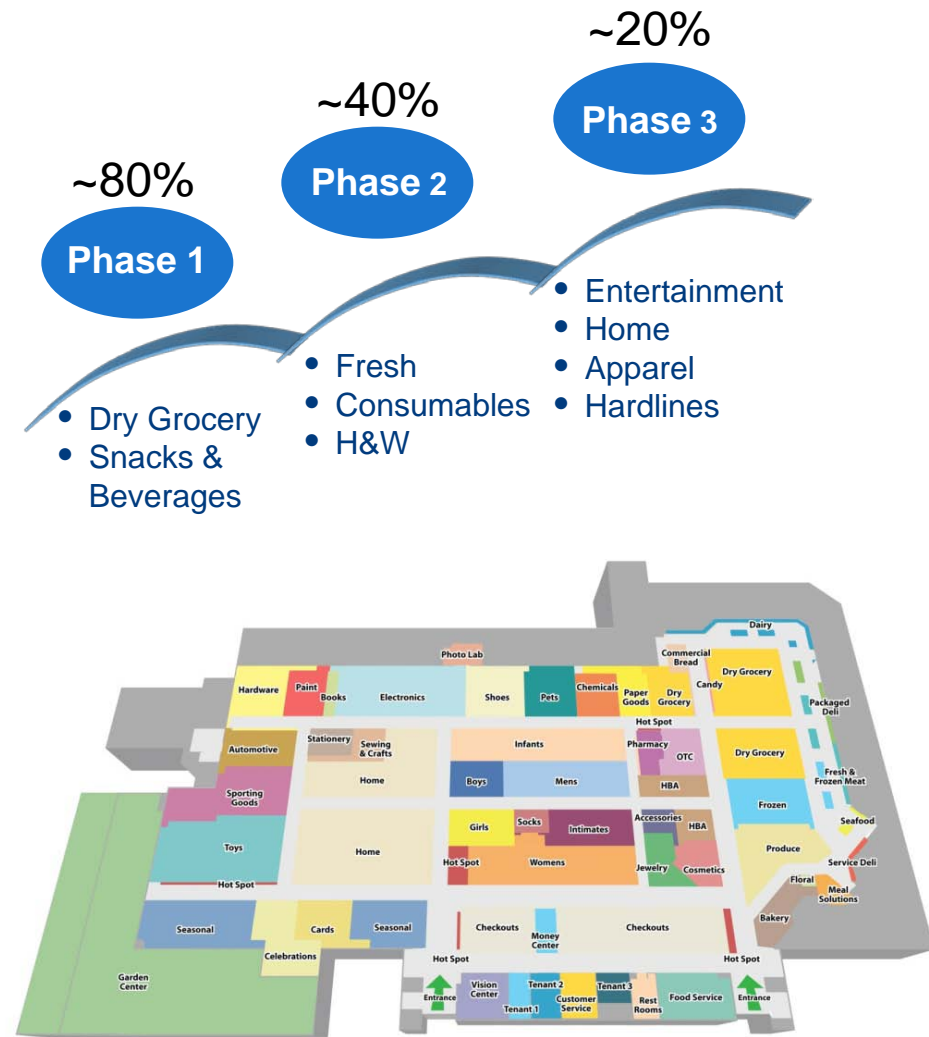 ~20%
Phase 3
~40%
Phase 2
~80%
Phase 1
• Entertainment
• Home
• Apparel
• Hardlines
• Fresh
• Consumables
• H&W
• Dry Grocery
• Snacks &
Beverages
Dairy
Photo Lab
Commercial
Bread
Dry Grocery
Candy
Hardware
Paint
Books
Electronics
Shoes
Pets
Chemicals
Paper
Goods
Dry
Grocery
Packaged
Deli
Hot Spot
Stationery
Sewing
& Crafts
Infants
Pharmacy
OTC
Dry Grocery
Automotive
Home
Boys
Mens
HBA
Fresh &
Frozen Meat
Sporting
Goods
Frozen
Socks
Accessories
Seafood
Girls
Intimates
HBA
Toys
Home
Produce
Hot Spot
Womens
Jewelry
Cosmetics
Service Deli
Hot Spot
Floral
Meal
Solutions
Bakery
Seasonal
Cards
Seasonal
Checkouts
Money
Center
Checkouts
Celebrations
Hot Spot
Hot Spot
Garden
Center
Entrance
Vision
Center
Tenant 1
Tenant 2
Customer
Service
Tenant 3
Rest
Rooms
Food Service
Entrance